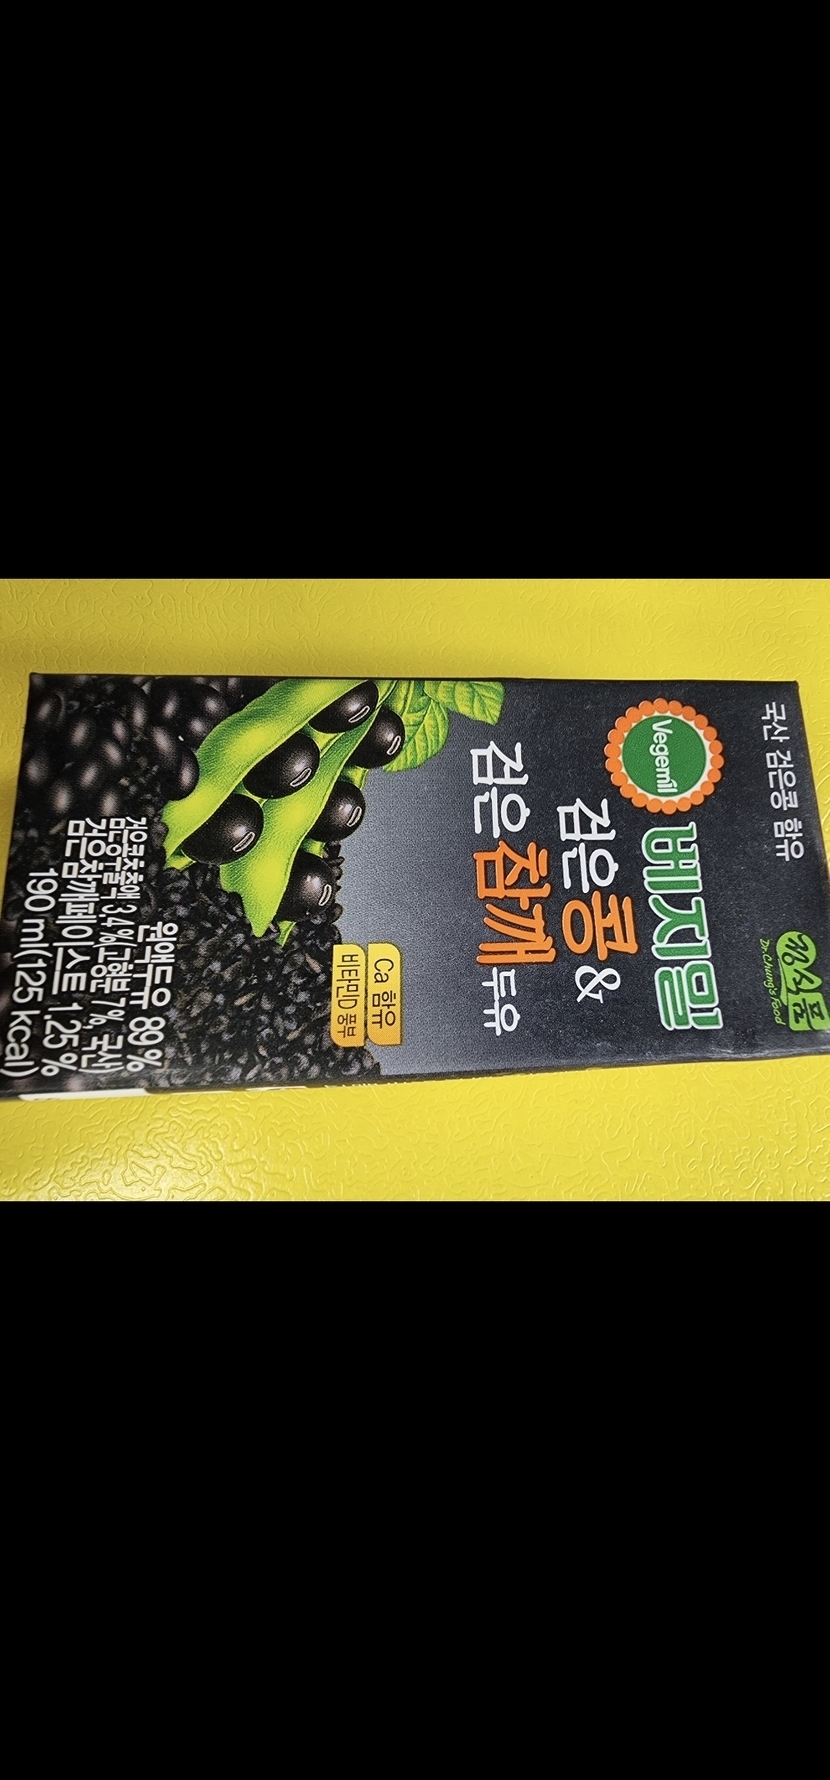 국산 검은콩 함유
정식품
Dr.Chung's Food
Vegemil
베지밀
검은콩&
검은참깨 두유
Ca 함유
비타민D 풍부
원액두유 89%
검은콩추출액 3.4%(고형분 7%, 국산)
검은참깨페이스트 1.25%
190 ml(125 kcal)